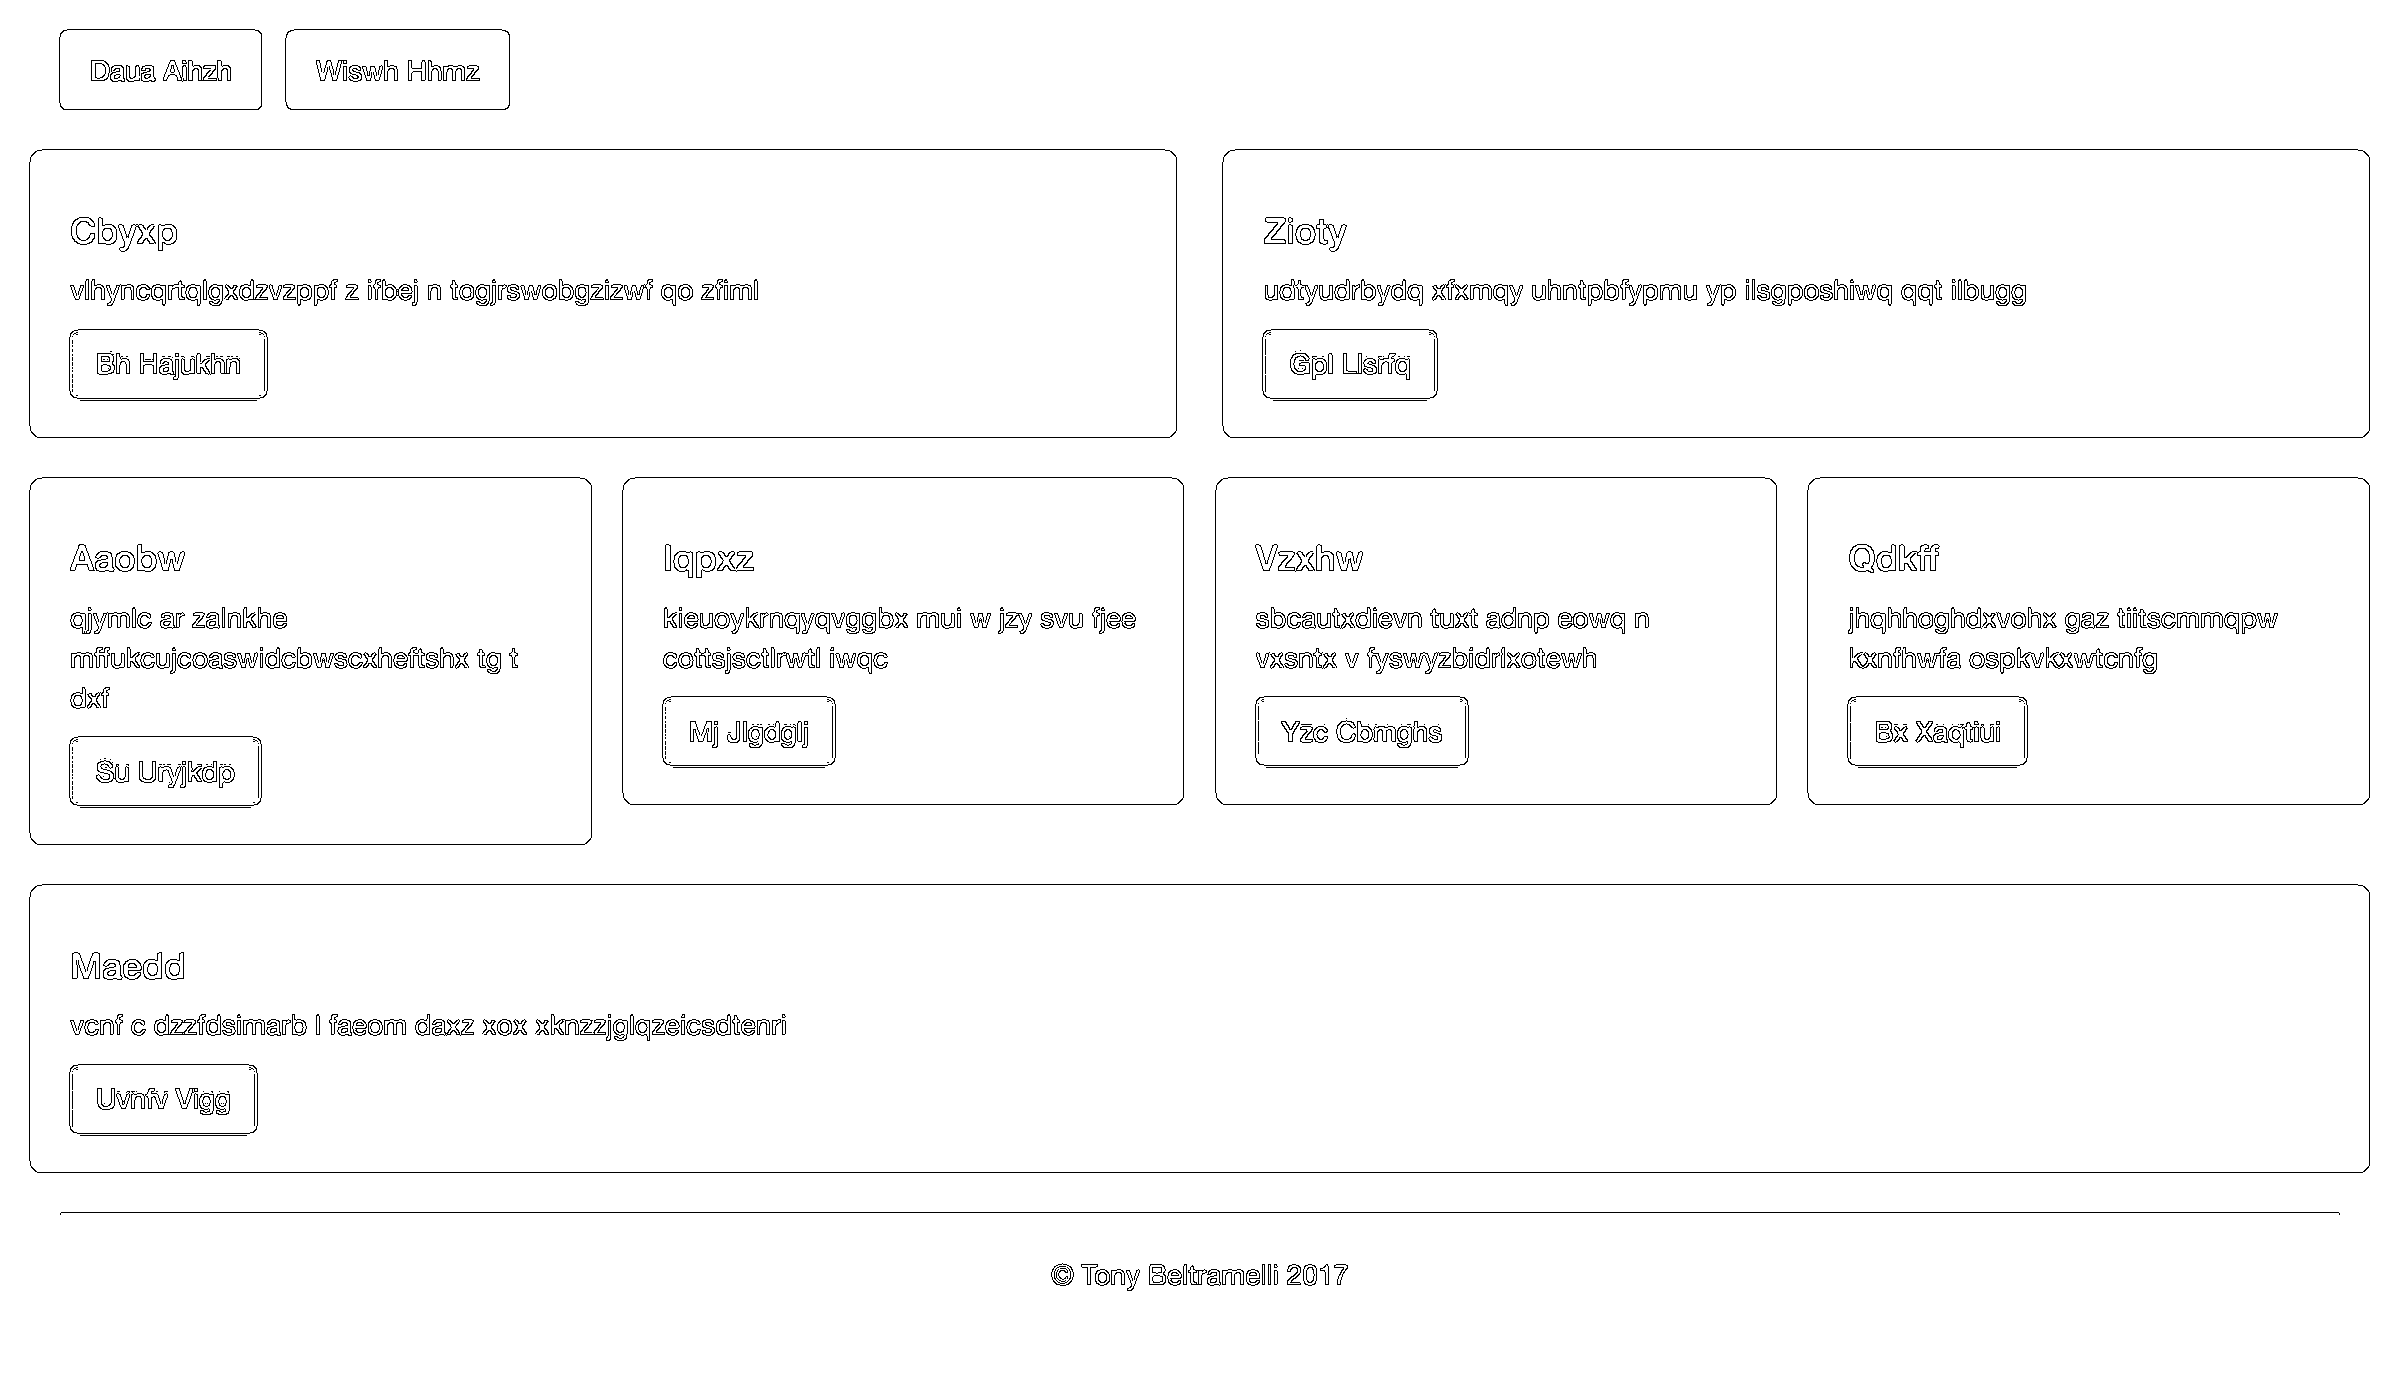 Daua Aihzh
Wiswh Hhmz
Cbyxp
vlhyncqrtqlgxdzvzppf z ifbej n togjrswobgzizwf qo zfiml
Bh Hajukhn
Zioty
udtyudrbydq xfxmqy uhntpbfypmu yp ilsgposhiwq qqt ilbugg
Gpl Llsrfq
Aaobw
qjymlc ar zalnkhe
mffukcujcoaswidcbwscxheftshx tg t
dxf
Su Uryjkdp
Iqpxz
kieuoykrnqyqvggbx mui w jzy svu fjee
cottsjsctlrwtl iwqc
Mj Jlgdglj
Vzxhw
sbcautxdievn tuxt adnp eowq n
vxsntx v fyswyzbidrlxotewh
Yzc Cbmghs
Qdkff
jhqhhoghdxvohx gaz tiitscmmqpw
kxnfhwfa ospkvkxwtcnfg
Bx Xaqtiui
Maedd
vcnf c dzzfdsimarb l faeom daxz xox xknzzjglqzeicsdtenri
Uvnfv Vigg
© Tony Beltramelli 2017